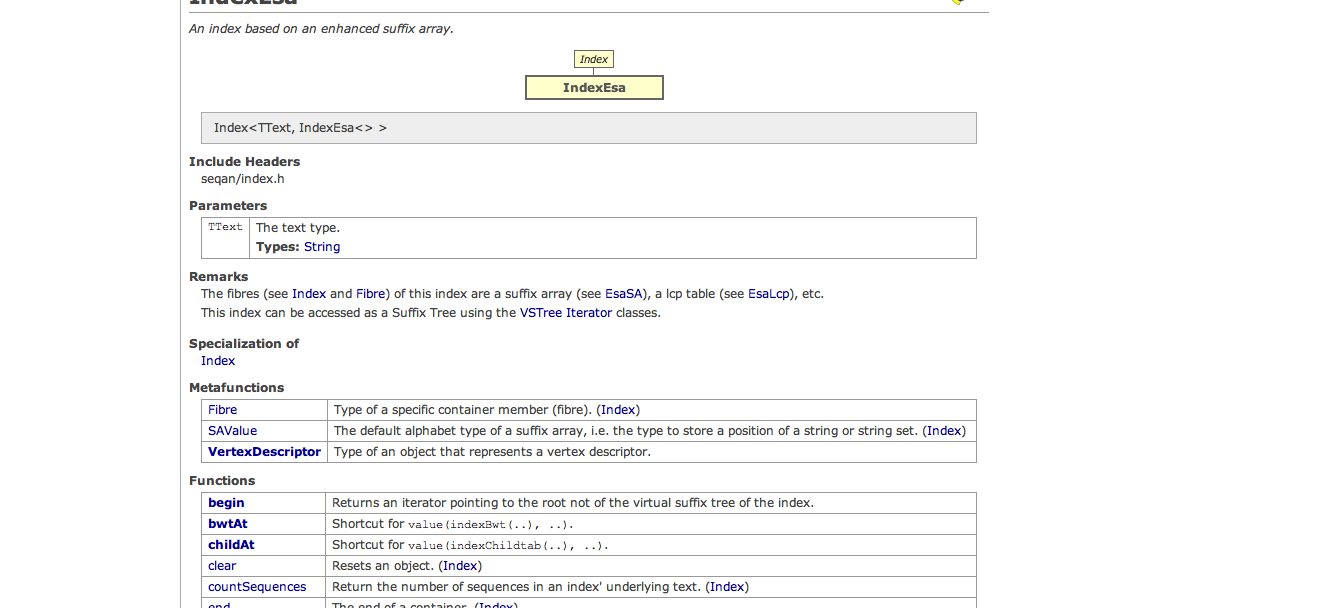 IndexEsa
An index based on an enhanced suffix array.
Index
IndexEsa
Index<TText, IndexEsa<> >
Include Headers
seqan/index.h
Parameters
TText The text type.
Types: String
Remarks
The fibres (see Index and Fibre) of this index are a suffix array (see EsaSA), a lcp table (see EsaLcp), etc.
This index can be accessed as a Suffix Tree using the VSTree Iterator classes.
Specialization of
Index
Metafunctions
Fibre Type of a specific container member (fibre). (Index)
SAValue The default alphabet type of a suffix array, i.e. the type to store a position of a string or string set. (Index)
VertexDescriptor Type of an object that represents a vertex descriptor.
Functions
begin Returns an iterator pointing to the root not of the virtual suffix tree of the index.
bwtAt Shortcut for value(indexBwt(..), ..).
childAt Shortcut for value(indexChildtab(..), ..).
clear Resets an object. (Index)
countSequences Return the number of sequences in an index' underlying text. (Index)
end The end of a container. (Index)